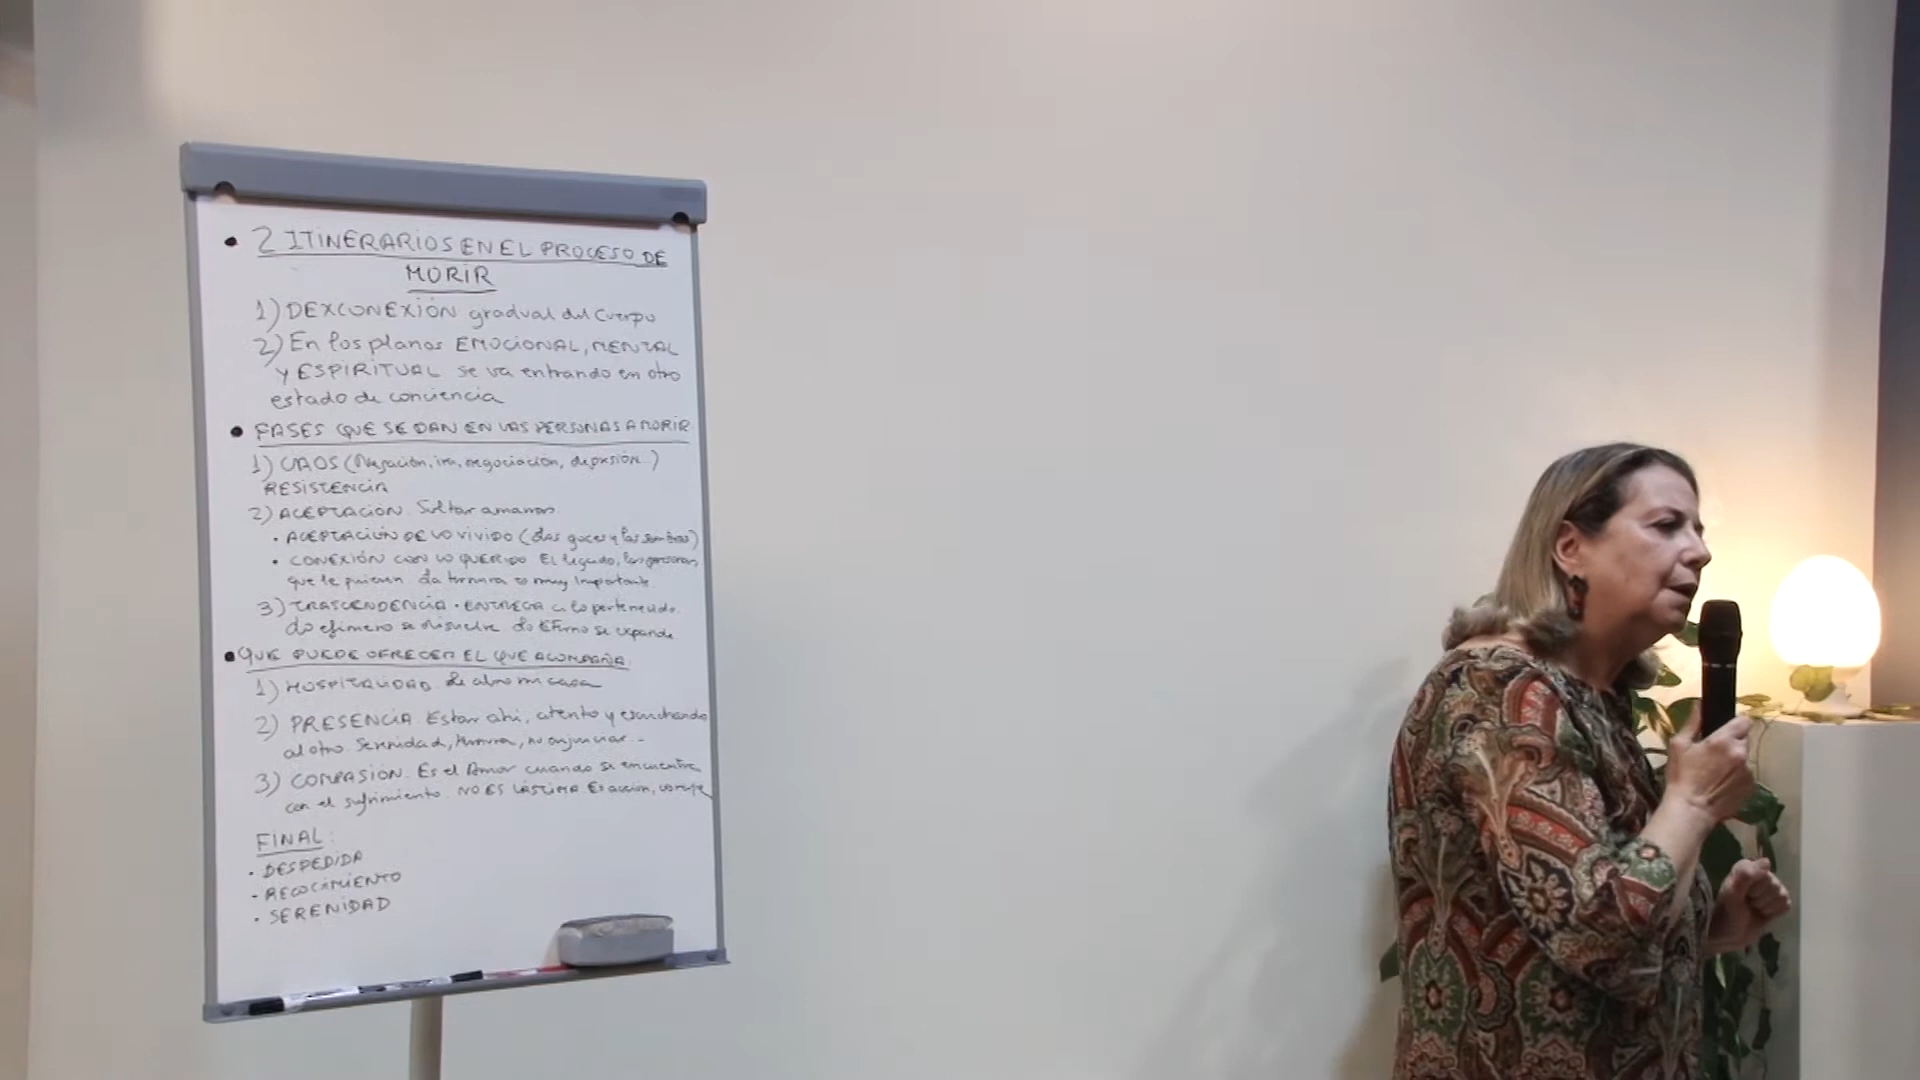 • 2 ITINERARIOS EN EL PROCESO DE
MORIR
1) DEXCONEXIÓN gradual del Cuerpo
2) En los planos EMOCIONAL, MENTAL
Y ESPIRITUAL se va entrando en otro
estado de conciencia
• FASES QUE SE DAN EN LAS PERSONAS A MORIR
1) CAOS (Negación, ira, negociación, depresión)
RESISTENCIA
2) ACEPTACIÓN. Soltar amarras
• ACEPTACIÓN DE LO VIVIDO (Las goces y las sombras)
• CONEXIÓN CON LO QUERIDO El legado, las personas
que le quieren La ternura es muy importante.
3) TRASCENDENCIA • ENTREGA a lo pertenecido.
Lo efímero se disuelve Lo Eterno se expande
• QUE PUEDE OFRECER EL QUE ACOMPAÑA
1) HOSPITALIDAD. Le abro mi casa
2) PRESENCIA. Estar ahí, atento y escuchando
al otro. Serenidad, ternura, no enjuiciar..
3) COMPASIÓN. Es el Amor cuando se encuentra
con el sufrimiento. NO ES LÁSTIMA Es acción,
FINAL:
• DESPEDIDA
• RECOCIMIENTO
• SERENIDAD